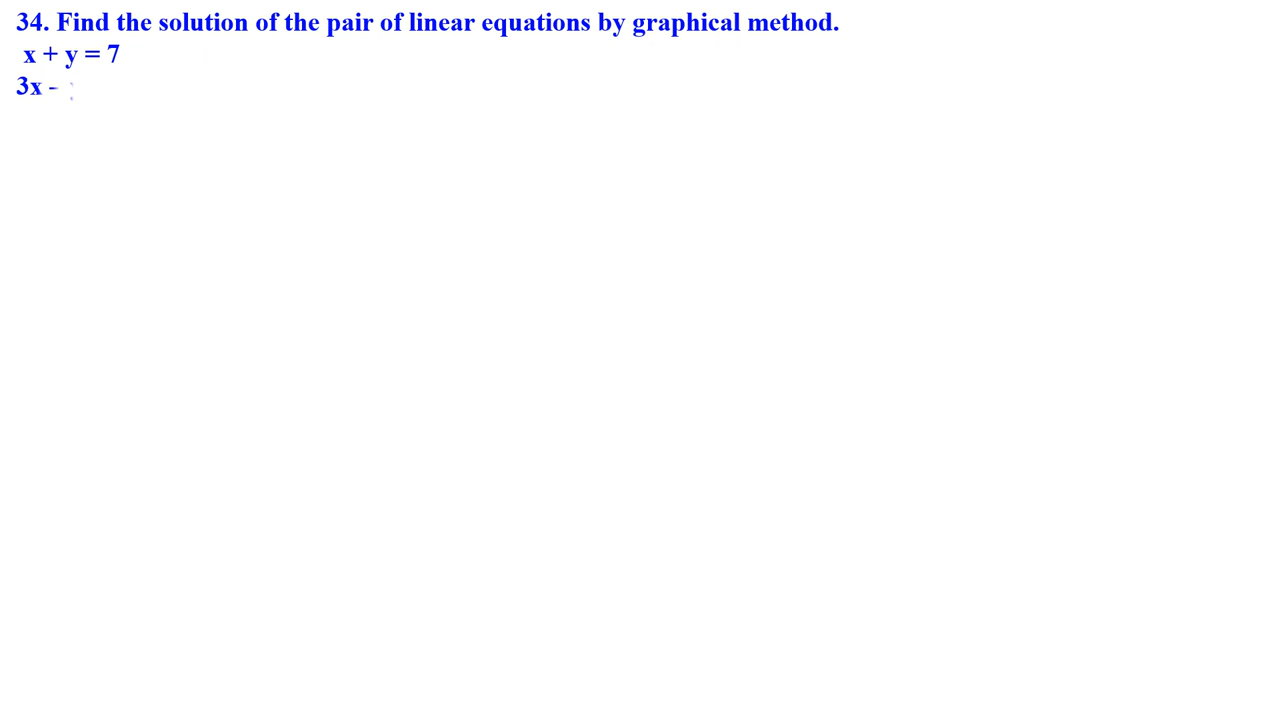 34. Find the solution of the pair of linear equations by graphical method.
x + y = 7
3x -